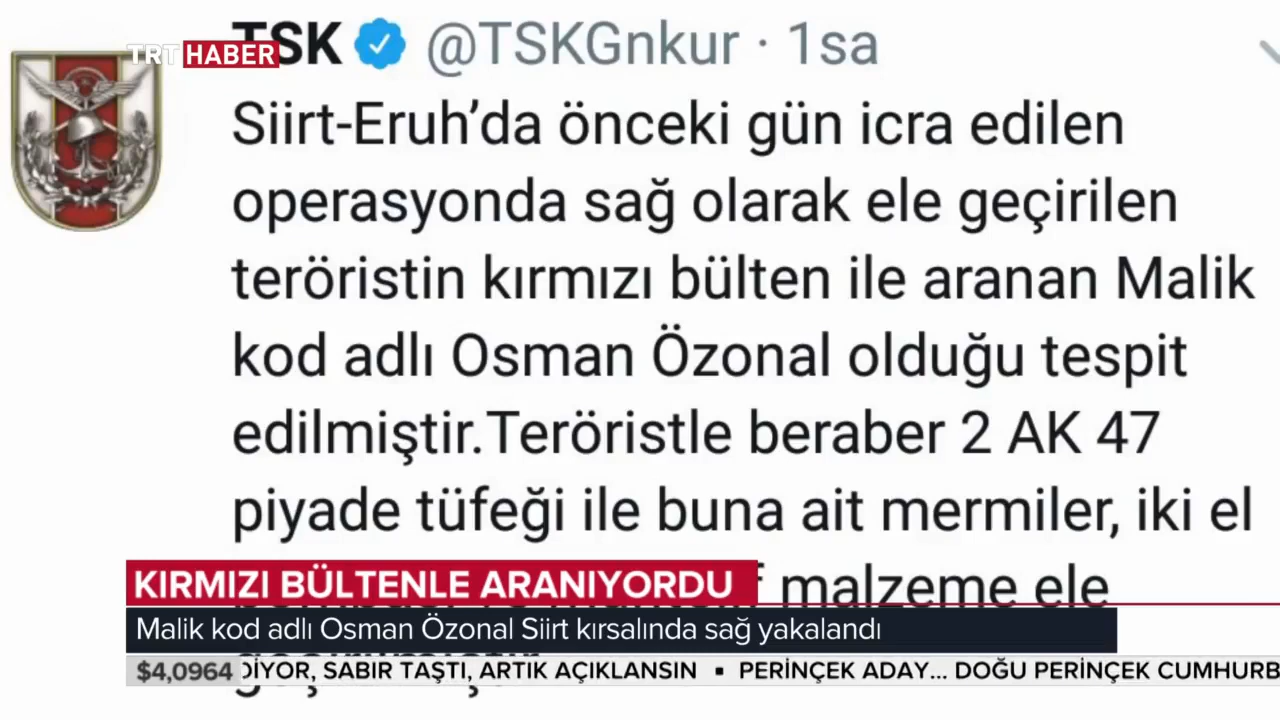 TRT HABER
TSK @TSKGnkur · 1sa
Siirt-Eruh’da önceki gün icra edilen
operasyonda sağ olarak ele geçirilen
teröristin kırmızı bülten ile aranan Malik
kod adlı Osman Özonal olduğu tespit
edilmiştir.Teröristle beraber 2 AK 47
piyade tüfeği ile buna ait mermiler, iki el
malzeme ele
KIRMIZI BÜLTENLE ARANIYORDU
Malik kod adlı Osman Özonal Siirt kırsalında sağ yakalandı
$4,0964 DİYOR, SABIR TAŞTI, ARTIK AÇIKLANSIN ▪ PERİNÇEK ADAY... DOĞU PERİNÇEK CUMHURB